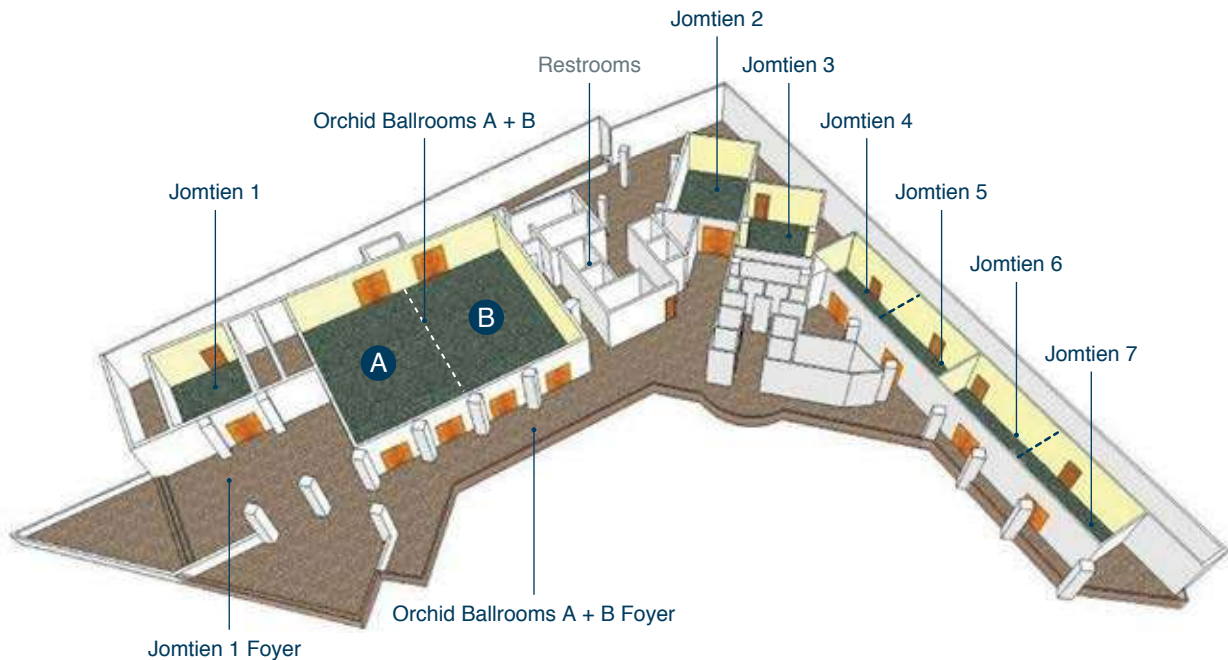 Jomtien 2
Restrooms
Jomtien 3
Orchid Ballrooms A + B
Jomtien 4
Jomtien 1
Jomtien 5
Jomtien 6
B
A
Jomtien 7
Orchid Ballrooms A + B Foyer
Jomtien 1 Foyer